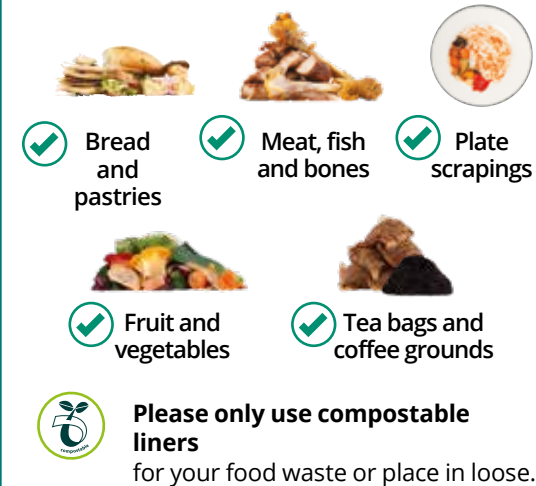 Bread
and
pastries
Meat, fish
and bones
Plate
scrapings
Fruit and
vegetables
Tea bags and
coffee grounds
compostable
Please only use compostable
liners
for your food waste or place in loose.